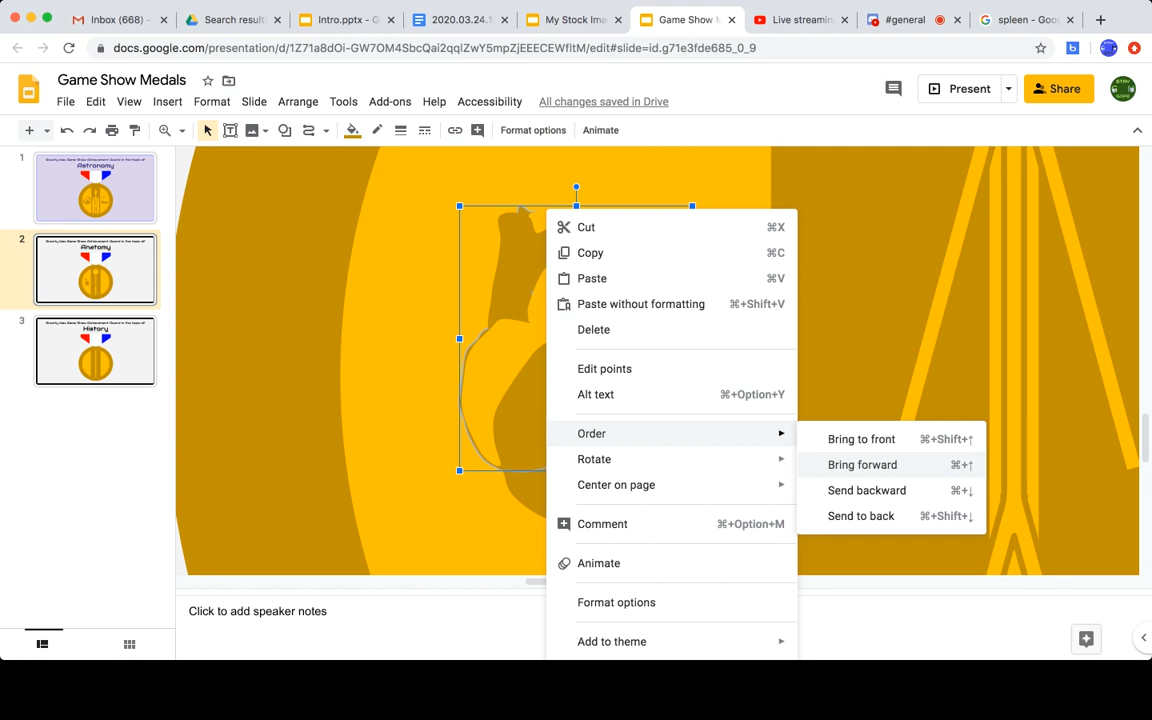 Inbox (668) -
Search results
Intro.pptx - G
2020.03.24.1
My Stock Ima
Game Show M
Live streamin
#general
spleen - Goo
docs.google.com/presentation/d/1Z71a8dOi-GW7OM4SbcQai2qqlZwY5mpZjEEECEWfltM/edit#slide=id.g71e3fde685_0_9
Game Show Medals
File Edit View Insert Format Slide Arrange Tools Add-ons Help Accessibility All changes saved in Drive
Present
Share
Format options Animate
1
Astronomy
2
Anatomy
3
History
Cut ⌘X
Copy ⌘C
Paste ⌘V
Paste without formatting ⌘+Shift+V
Delete
Edit points
Alt text ⌘+Option+Y
Order
Rotate
Center on page
Comment ⌘+Option+M
Animate
Format options
Add to theme
Bring to front ⌘+Shift+↑
Bring forward ⌘+↑
Send backward ⌘+↓
Send to back ⌘+Shift+↓
Click to add speaker notes